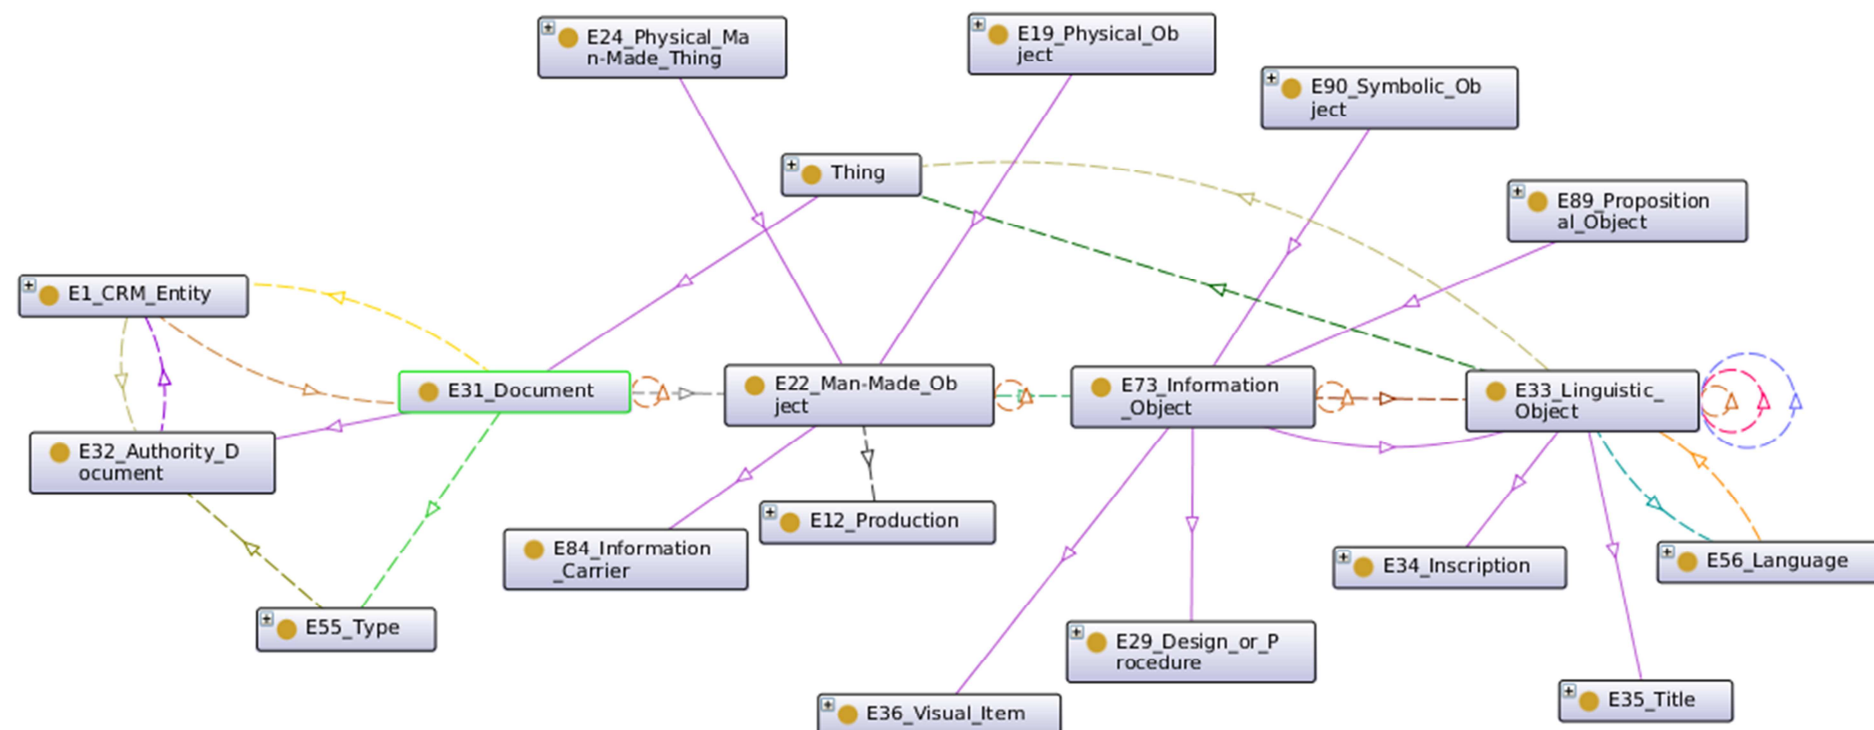 E24_Physical_Ma
n-Made_Thing
E19_Physical_Ob
ject
E90_Symbolic_Ob
ject
Thing
E89_Proposition
al_Object
E1_CRM_Entity
E31_Document
E22_Man-Made_Ob
ject
E73_Information
_Object
E33_Linguistic_
Object
E32_Authority_D
ocument
E84_Information
_Carrier
E12_Production
E34_Inscription
E56_Language
E55_Type
E29_Design_or_P
rocedure
E36_Visual_Item
E35_Title